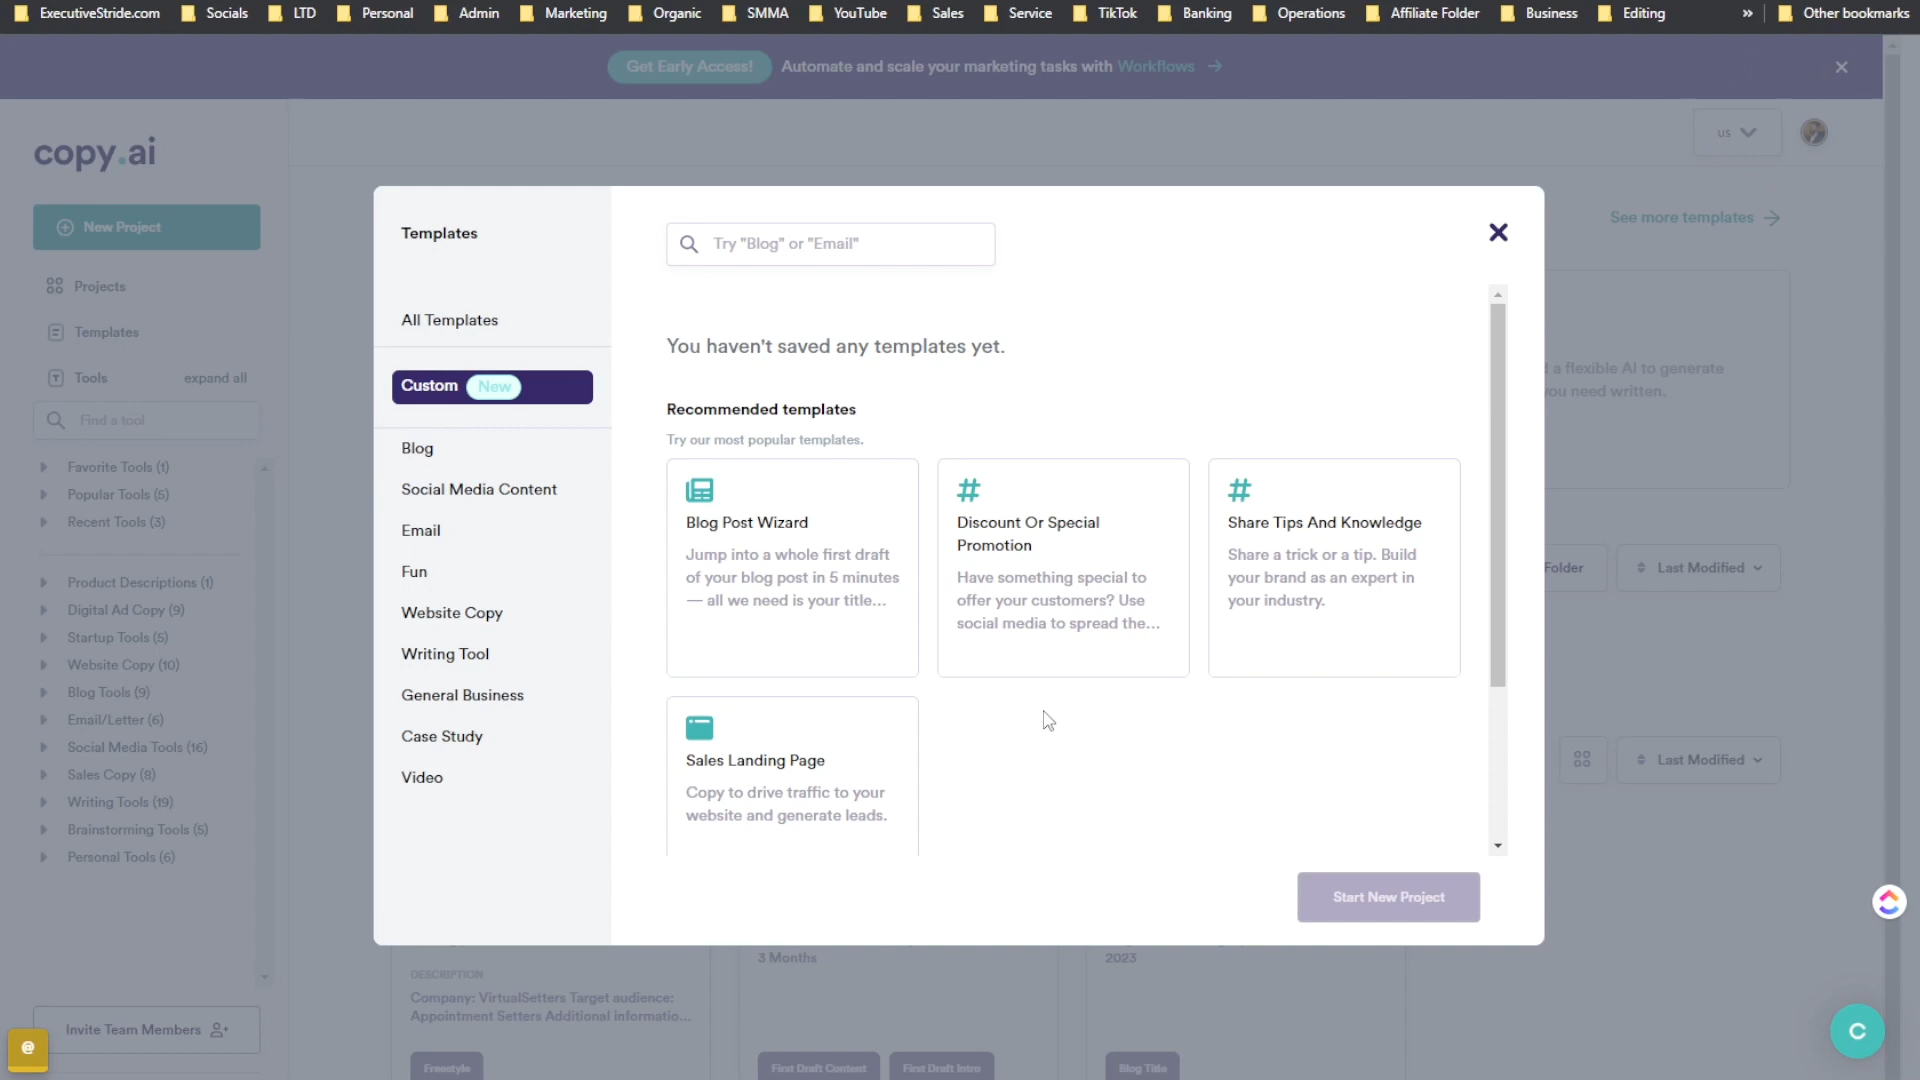 ExecutiveStride.com Socials LTD Personal Admin Marketing Organic SMMA YouTube Sales Service TikTok Banking Operations Affiliate Folder Business Editing » Other bookmarks
Get Early Access! Automate and scale your marketing tasks with Workflows →
copy.ai
us
New Project
See more templates →
Projects
Templates
Tools expand all
Find a tool
Favorite Tools (1)
Popular Tools (5)
Recent Tools (3)
Product Descriptions (1)
Digital Ad Copy (9)
Startup Tools (5)
Website Copy (10)
Blog Tools (9)
Email/Letter (6)
Social Media Tools (16)
Sales Copy (8)
Writing Tools (19)
Brainstorming Tools (5)
Personal Tools (6)
Invite Team Members
@
Templates
All Templates
Custom New
Blog
Social Media Content
Email
Fun
Website Copy
Writing Tool
General Business
Case Study
Video
Try "Blog" or "Email"
You haven't saved any templates yet.
Recommended templates
Try our most popular templates.
Blog Post Wizard
Jump into a whole first draft
of your blog post in 5 minutes
— all we need is your title...
#
Discount Or Special
Promotion
Have something special to
offer your customers? Use
social media to spread the...
#
Share Tips And Knowledge
Share a trick or a tip. Build
your brand as an expert in
your industry.
Sales Landing Page
Copy to drive traffic to your
website and generate leads.
Start New Project
a flexible AI to generate
you need written.
Folder
Last Modified
Last Modified
DESCRIPTION
Company: VirtualSetters Target audience:
Appointment Setters Additional informatio...
Freestyle
3 Months
First Draft Content First Draft Intro
2023
Blog Title
C